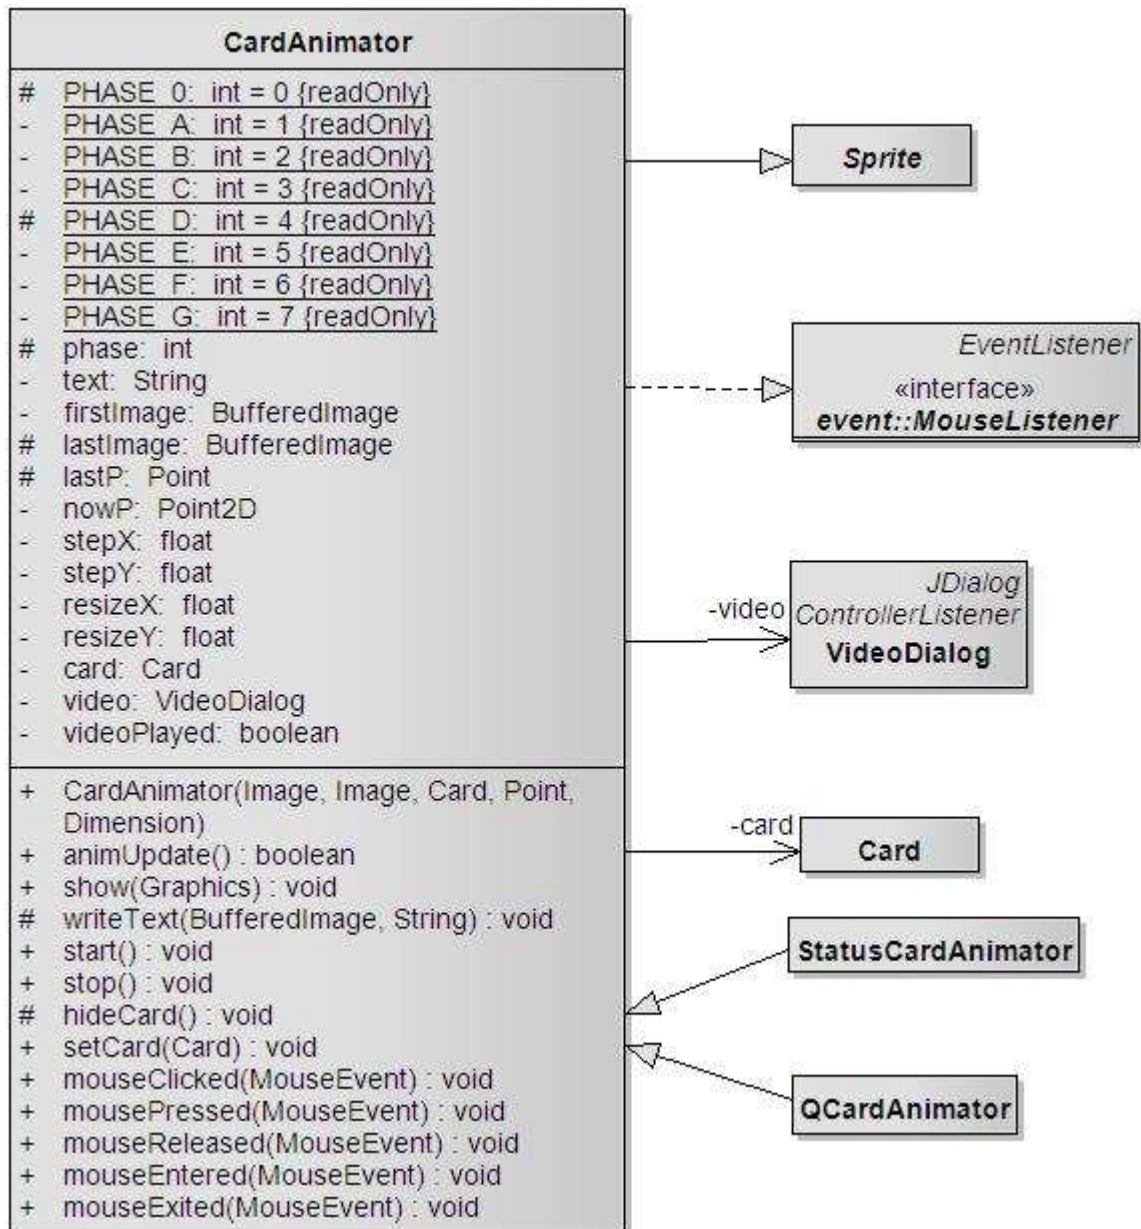 CardAnimator
# PHASE_0: int = 0 {readOnly}
- PHASE_A: int = 1 {readOnly}
- PHASE_B: int = 2 {readOnly}
- PHASE_C: int = 3 {readOnly}
# PHASE_D: int = 4 {readOnly}
- PHASE_E: int = 5 {readOnly}
- PHASE_F: int = 6 {readOnly}
- PHASE_G: int = 7 {readOnly}
# phase: int
- text: String
- firstImage: BufferedImage
# lastImage: BufferedImage
# lastP: Point
- nowP: Point2D
- stepX: float
- stepY: float
- resizeX: float
- resizeY: float
- card: Card
- video: VideoDialog
- videoPlayed: boolean
+ CardAnimator(Image, Image, Card, Point,
Dimension)
+ animUpdate() : boolean
+ show(Graphics) : void
# writeText(BufferedImage, String) : void
+ start() : void
+ stop() : void
# hideCard() : void
+ setCard(Card) : void
+ mouseClicked(MouseEvent) : void
+ mousePressed(MouseEvent) : void
+ mouseReleased(MouseEvent) : void
+ mouseEntered(MouseEvent) : void
+ mouseExited(MouseEvent) : void
Sprite
EventListener
«interface»
event::MouseListener
-video
JDialog
ControllerListener
VideoDialog
-card
Card
StatusCardAnimator
QCardAnimator